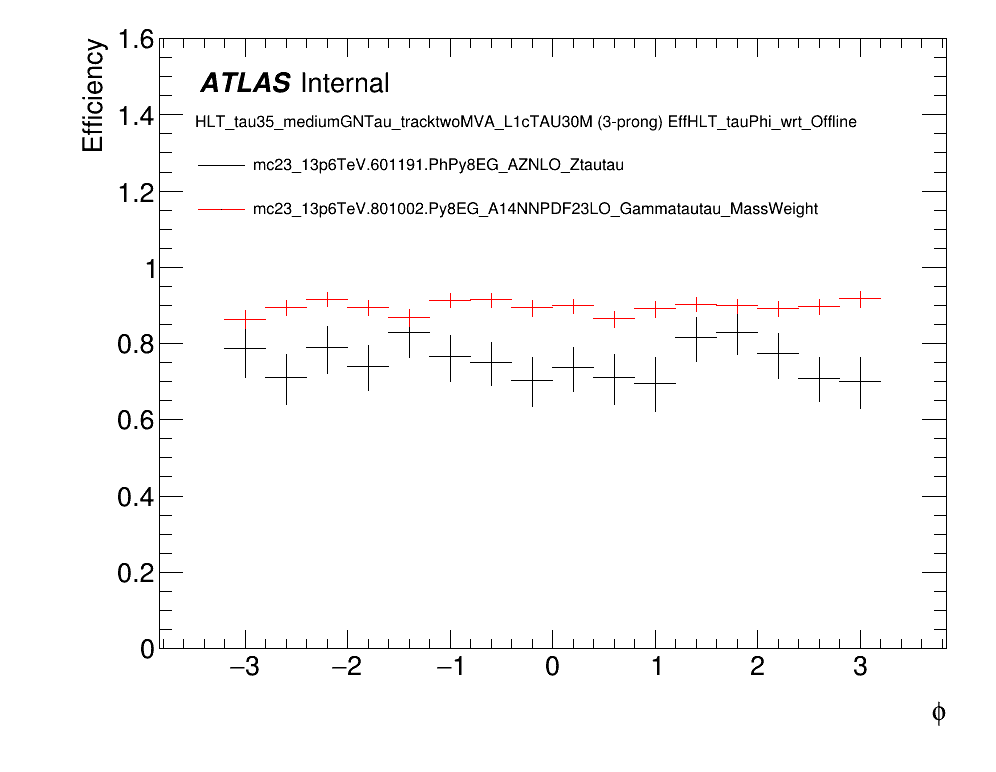 Efficiency
1.6
1.4
1.2
1
0.8
0.6
0.4
0.2
0
ATLAS Internal
HLT_tau35_mediumGNTau_tracktwoMVA_L1cTAU30M (3-prong) EffHLT_tauPhi_wrt_Offline
mc23_13p6TeV.601191.PhPy8EG_AZNLO_Ztautau
mc23_13p6TeV.801002.Py8EG_A14NNPDF23LO_Gammatautau_MassWeight
−3 −2 −1 0 1 2 3
ϕ